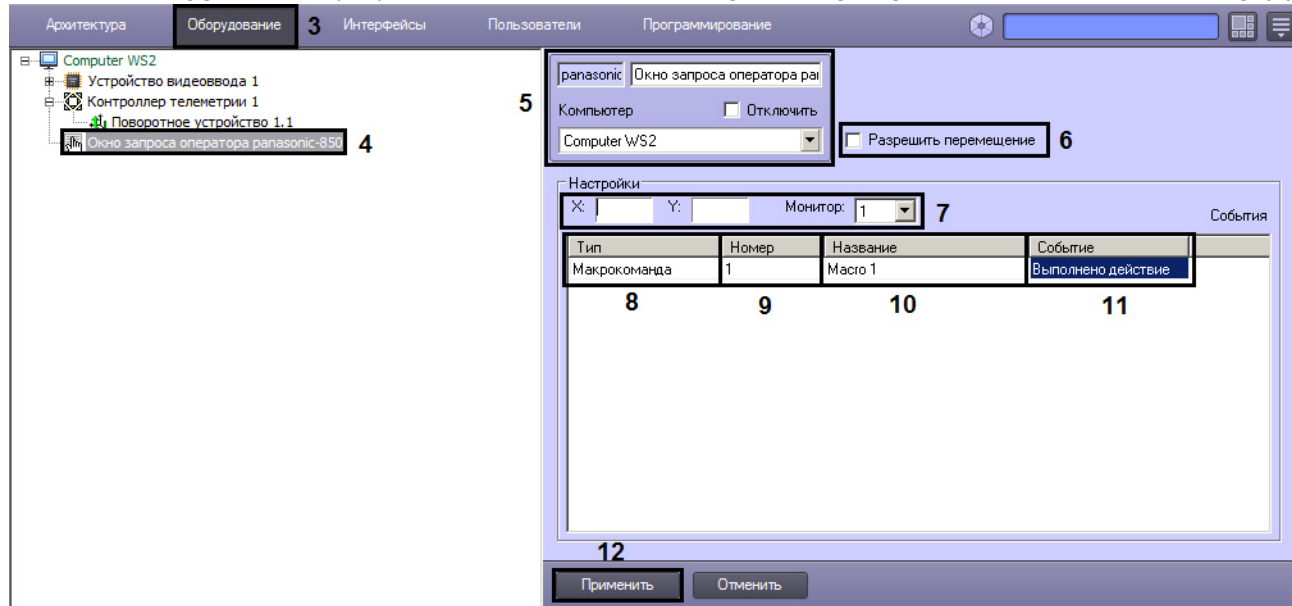 Архитектура Оборудование 3 Интерфейсы Пользователи Программирование
Computer WS2
Устройство видеоввода 1
Контроллер телеметрии 1
Поворотное устройство 1.1
Окно запроса оператора panasonic-850 4
5
panasonic Окно запроса оператора раı
Компьютер Отключить
Computer WS2
Разрешить перемещение 6
Настройки
X: Y: Монитор: 1 7
События
Тип Номер Название Событие
Макрокоманда 1 Macro 1 Выполнено действие
8 9 10 11
12
Применить Отменить